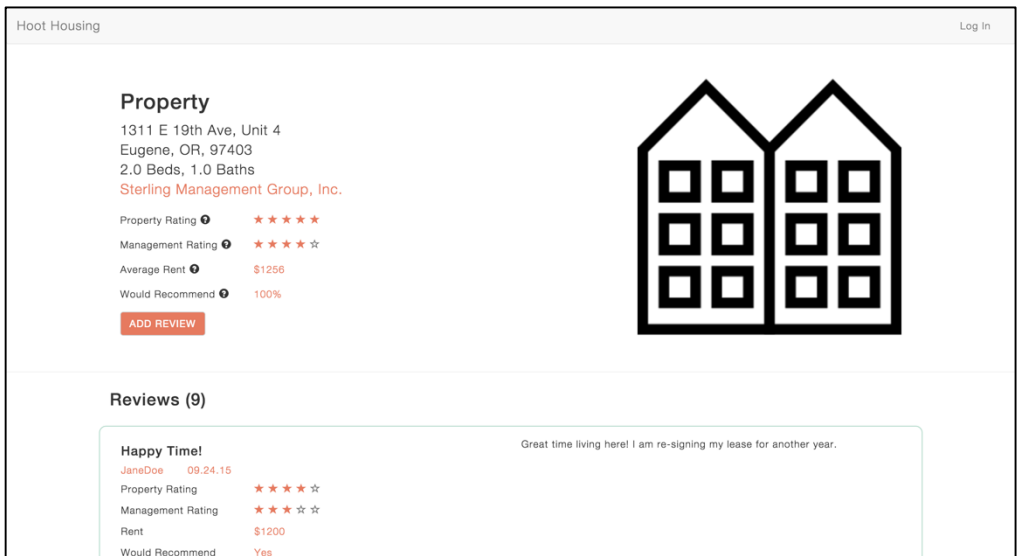 Hoot Housing
Log In
Property
1311 E 19th Ave, Unit 4
Eugene, OR, 97403
2.0 Beds, 1.0 Baths
Sterling Management Group, Inc.
Property Rating ? ★ ★ ★ ★ ★
Management Rating ? ★ ★ ★ ★ ☆
Average Rent ? $1256
Would Recommend ? 100%
ADD REVIEW
Reviews (9)
Happy Time!
JaneDoe 09.24.15
Property Rating ★ ★ ★ ★ ☆
Management Rating ★ ★ ★ ☆ ☆
Rent $1200
Would Recommend Yes
Great time living here! I am re-signing my lease for another year.